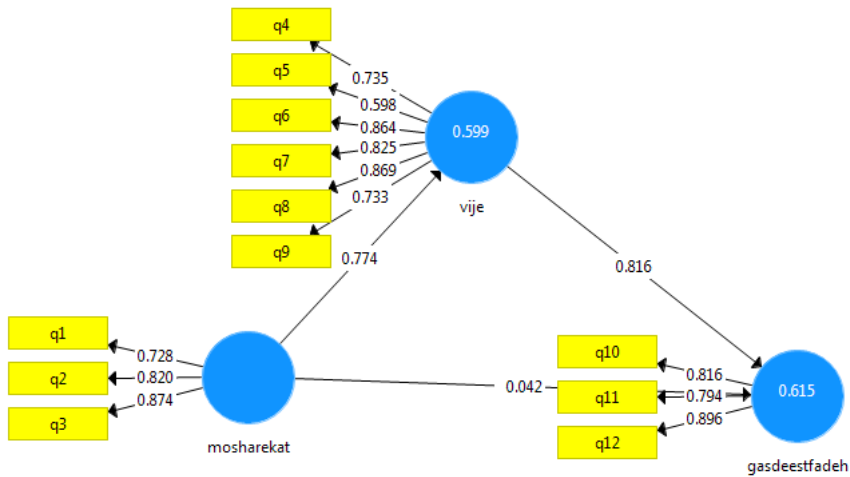 q4
q5
q6
q7
q8
q9
0.735
0.598
0.864
0.825
0.869
0.733
0.599
vije
0.774
0.816
q1
q2
q3
0.728
0.820
0.874
mosharekat
0.042
q10
q11
q12
0.816
0.794
0.896
0.615
gasdeestfadeh